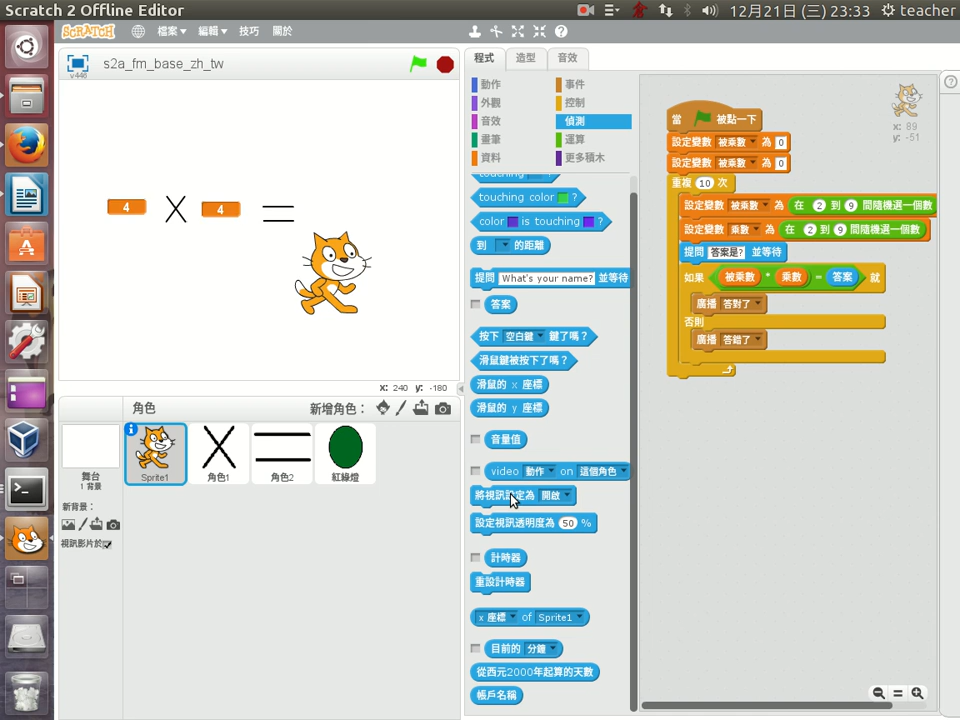 Scratch 2 Offline Editor
12月21日 (三) 23:33
teacher
SCRATCH
檔案
編輯
技巧
關於
s2a_fm_base_zh_tw
v446
4
4
x: 240 y: -180
角色
新增角色：
舞台
1 背景
新背景:
視訊影片於
Sprite1
角色1
角色2
紅綠燈
程式
造型
音效
動作
外觀
音效
畫筆
資料
事件
控制
偵測
運算
更多積木
touching ?
touching color ?
color is touching ?
到 的距離
提問 What's your name? 並等待
答案
按下 空白鍵 鍵了嗎？
滑鼠鍵被按下了嗎？
滑鼠的 x 座標
滑鼠的 y 座標
音量值
video 動作 on 這個角色
將視訊設定為 開啟
設定視訊透明度為 50 %
計時器
重設計時器
x 座標 of Sprite1
目前的 分鐘
從西元2000年起算的天數
帳戶名稱
x: 89
y: -51
當 被點一下
設定變數 被乘數 為 0
設定變數 被乘數 為 0
重複 10 次
設定變數 被乘數 為 在 2 到 9 間隨機選一個數
設定變數 乘數 為 在 2 到 9 間隨機選一個數
提問 答案是? 並等待
如果 被乘數 * 乘數 = 答案 就
廣播 答對了
否則
廣播 答錯了